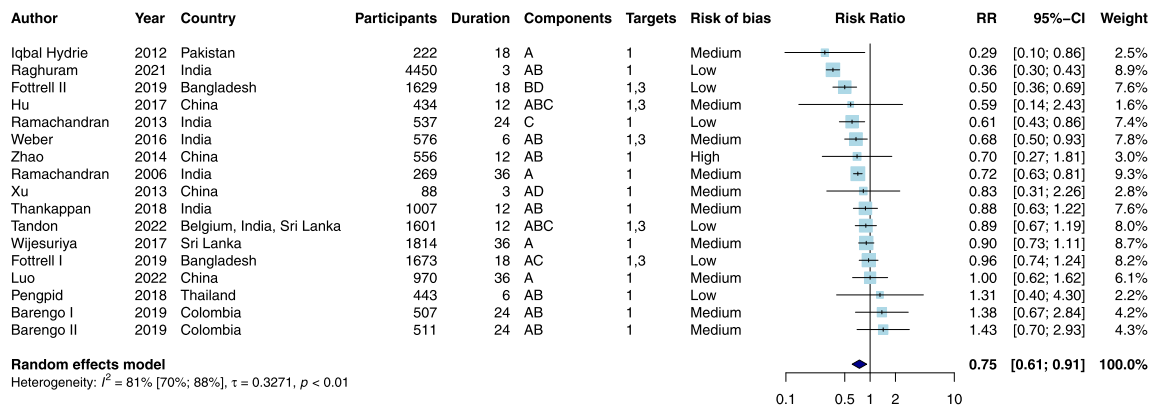 Author Year Country Participants Duration Components Targets Risk of bias Risk Ratio RR 95%−CI Weight
Iqbal Hydrie 2012 Pakistan 222 18 A 1 Medium 0.29 [0.10; 0.86] 2.5%
Raghuram 2021 India 4450 3 AB 1 Low 0.36 [0.30; 0.43] 8.9%
Fottrell II 2019 Bangladesh 1629 18 BD 1,3 Low 0.50 [0.36; 0.69] 7.6%
Hu 2017 China 434 12 ABC 1,3 Medium 0.59 [0.14; 2.43] 1.6%
Ramachandran 2013 India 537 24 C 1 Low 0.61 [0.43; 0.86] 7.4%
Weber 2016 India 576 6 AB 1,3 Medium 0.68 [0.50; 0.93] 7.8%
Zhao 2014 China 556 12 AB 1 High 0.70 [0.27; 1.81] 3.0%
Ramachandran 2006 India 269 36 A 1 Medium 0.72 [0.63; 0.81] 9.3%
Xu 2013 China 88 3 AD 1 Medium 0.83 [0.31; 2.26] 2.8%
Thankappan 2018 India 1007 12 AB 1 Medium 0.88 [0.63; 1.22] 7.6%
Tandon 2022 Belgium, India, Sri Lanka 1601 12 ABC 1,3 Low 0.89 [0.67; 1.19] 8.0%
Wijesuriya 2017 Sri Lanka 1814 36 A 1 Medium 0.90 [0.73; 1.11] 8.7%
Fottrell I 2019 Bangladesh 1673 18 AC 1,3 Low 0.96 [0.74; 1.24] 8.2%
Luo 2022 China 970 36 A 1 Medium 1.00 [0.62; 1.62] 6.1%
Pengpid 2018 Thailand 443 6 AB 1 Low 1.31 [0.40; 4.30] 2.2%
Barengo I 2019 Colombia 507 24 AB 1 Medium 1.38 [0.67; 2.84] 4.2%
Barengo II 2019 Colombia 511 24 AB 1 Medium 1.43 [0.70; 2.93] 4.3%
Random effects model 0.75 [0.61; 0.91] 100.0%
Heterogeneity: I² = 81% [70%; 88%], τ = 0.3271, p < 0.01
0.1 0.5 1 2 10